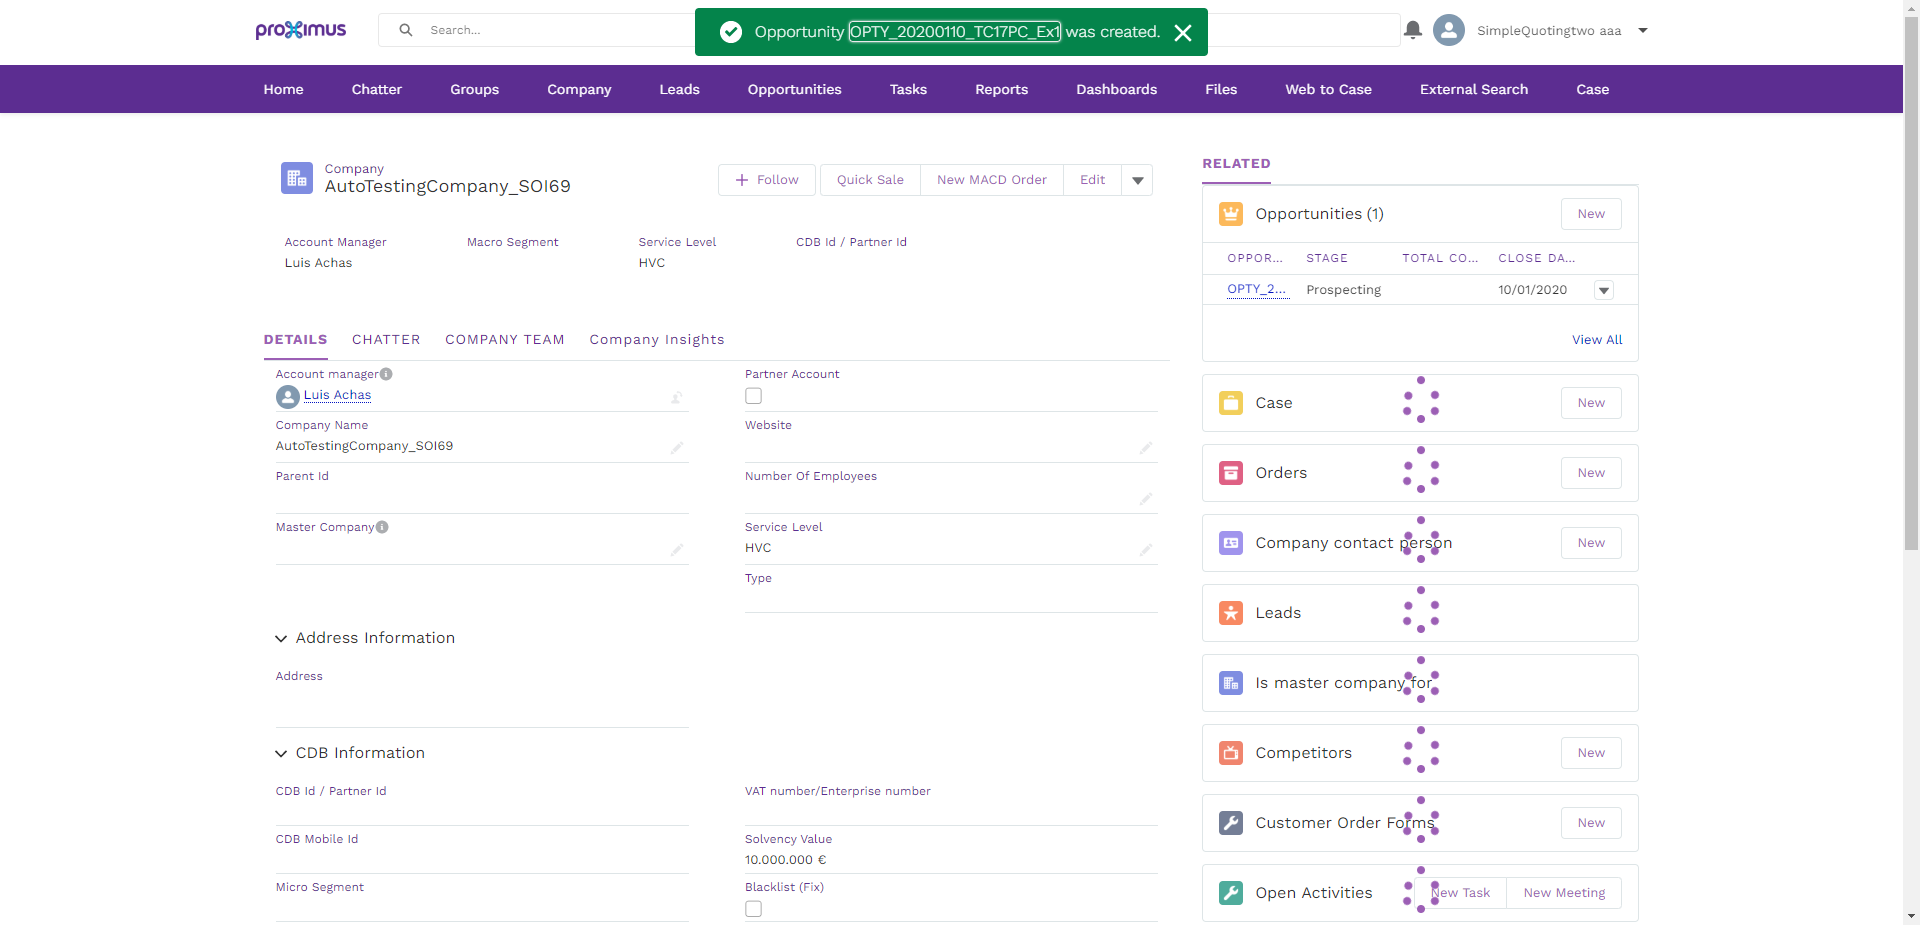 proximus
Search...
Opportunity OPTY_20200110_TC17PC_Ex1 was created.
SimpleQuotingtwo aaa
Home Chatter Groups Company Leads Opportunities Tasks Reports Dashboards Files Web to Case External Search Case
Company
AutoTestingCompany_SOI69
Follow Quick Sale New MACD Order Edit
Account Manager Macro Segment Service Level CDB Id / Partner Id
Luis Achas HVC
DETAILS CHATTER COMPANY TEAM Company Insights
Account manager Partner Account
Luis Achas
Company Name Website
AutoTestingCompany_SOI69
Parent Id Number Of Employees
Master Company Service Level
HVC
Type
Address Information
Address
CDB Information
CDB Id / Partner Id VAT number/Enterprise number
CDB Mobile Id Solvency Value
10.000.000 €
Micro Segment Blacklist (Fix)
RELATED
Opportunities (1) New
OPPOR... STAGE TOTAL CO... CLOSE DA...
OPTY_2... Prospecting 10/01/2020
View All
Case New
Orders New
Company contact person New
Leads
Is master company for
Competitors New
Customer Order Forms New
Open Activities New Task New Meeting